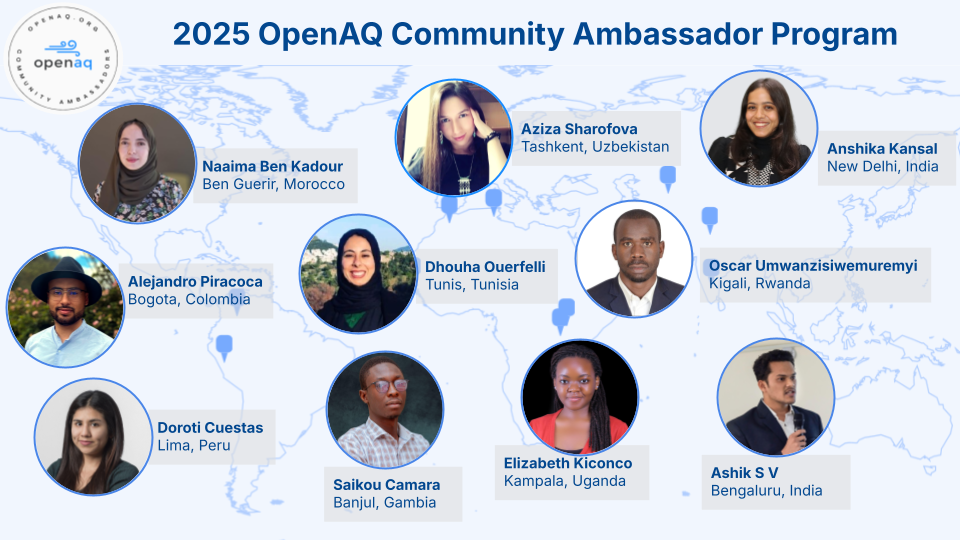 2025 OpenAQ Community Ambassador Program
OPENAQ.ORG
openaq
COMMUNITY AMBASSADORS
Aziza Sharofova
Tashkent, Uzbekistan
Anshika Kansal
New Delhi, India
Naaima Ben Kadour
Ben Guerir, Morocco
Dhouha Ouerfelli
Tunis, Tunisia
Oscar Umwanzisiwemuremyi
Kigali, Rwanda
Alejandro Piracoca
Bogota, Colombia
Doroti Cuestas
Lima, Peru
Elizabeth Kiconco
Kampala, Uganda
Ashik S V
Bengaluru, India
Saikou Camara
Banjul, Gambia